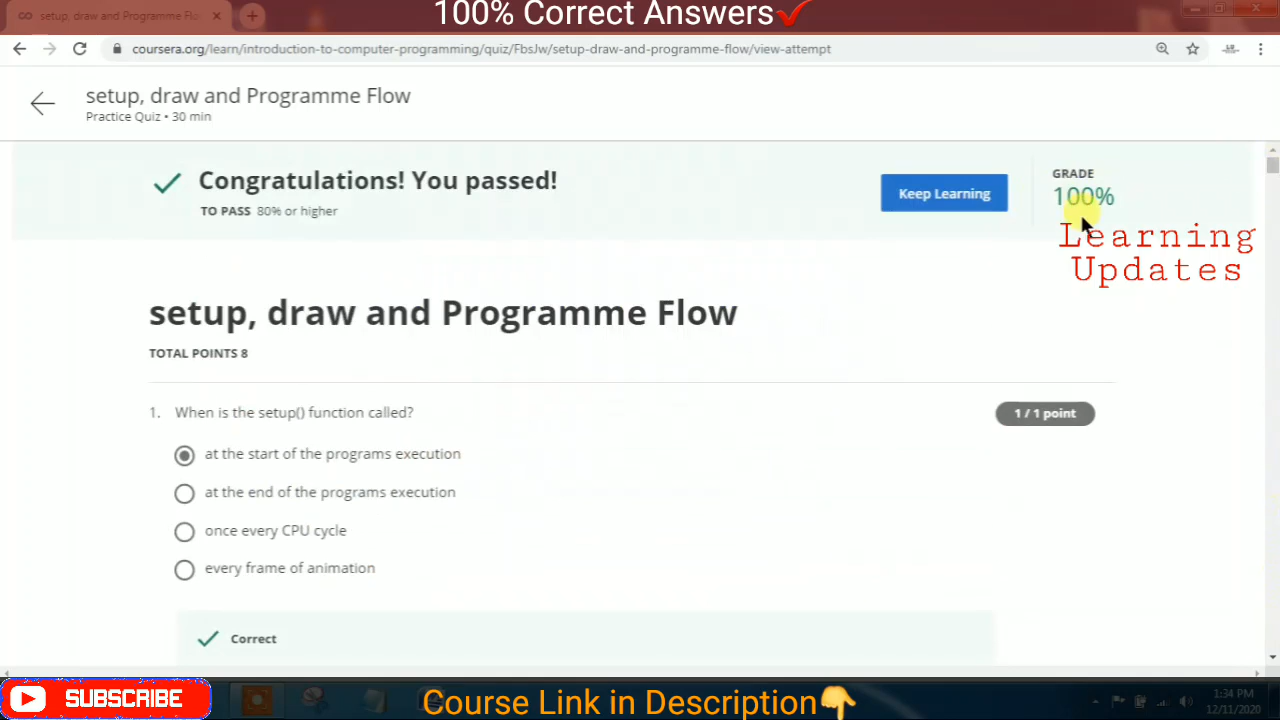 100% Correct Answers✔
setup, draw and Programme Fl
coursera.org/learn/introduction-to-computer-programming/quiz/FbsJw/setup-draw-and-programme-flow/view-attempt
setup, draw and Programme Flow
Practice Quiz • 30 min
Congratulations! You passed!
TO PASS 80% or higher
Keep Learning
GRADE
100%
Learning
Updates
setup, draw and Programme Flow
TOTAL POINTS 8
1. When is the setup() function called?
1 / 1 point
at the start of the programs execution
at the end of the programs execution
once every CPU cycle
every frame of animation
Correct
SUBSCRIBE
Course Link in Description👇
1:34 PM
12/11/2020